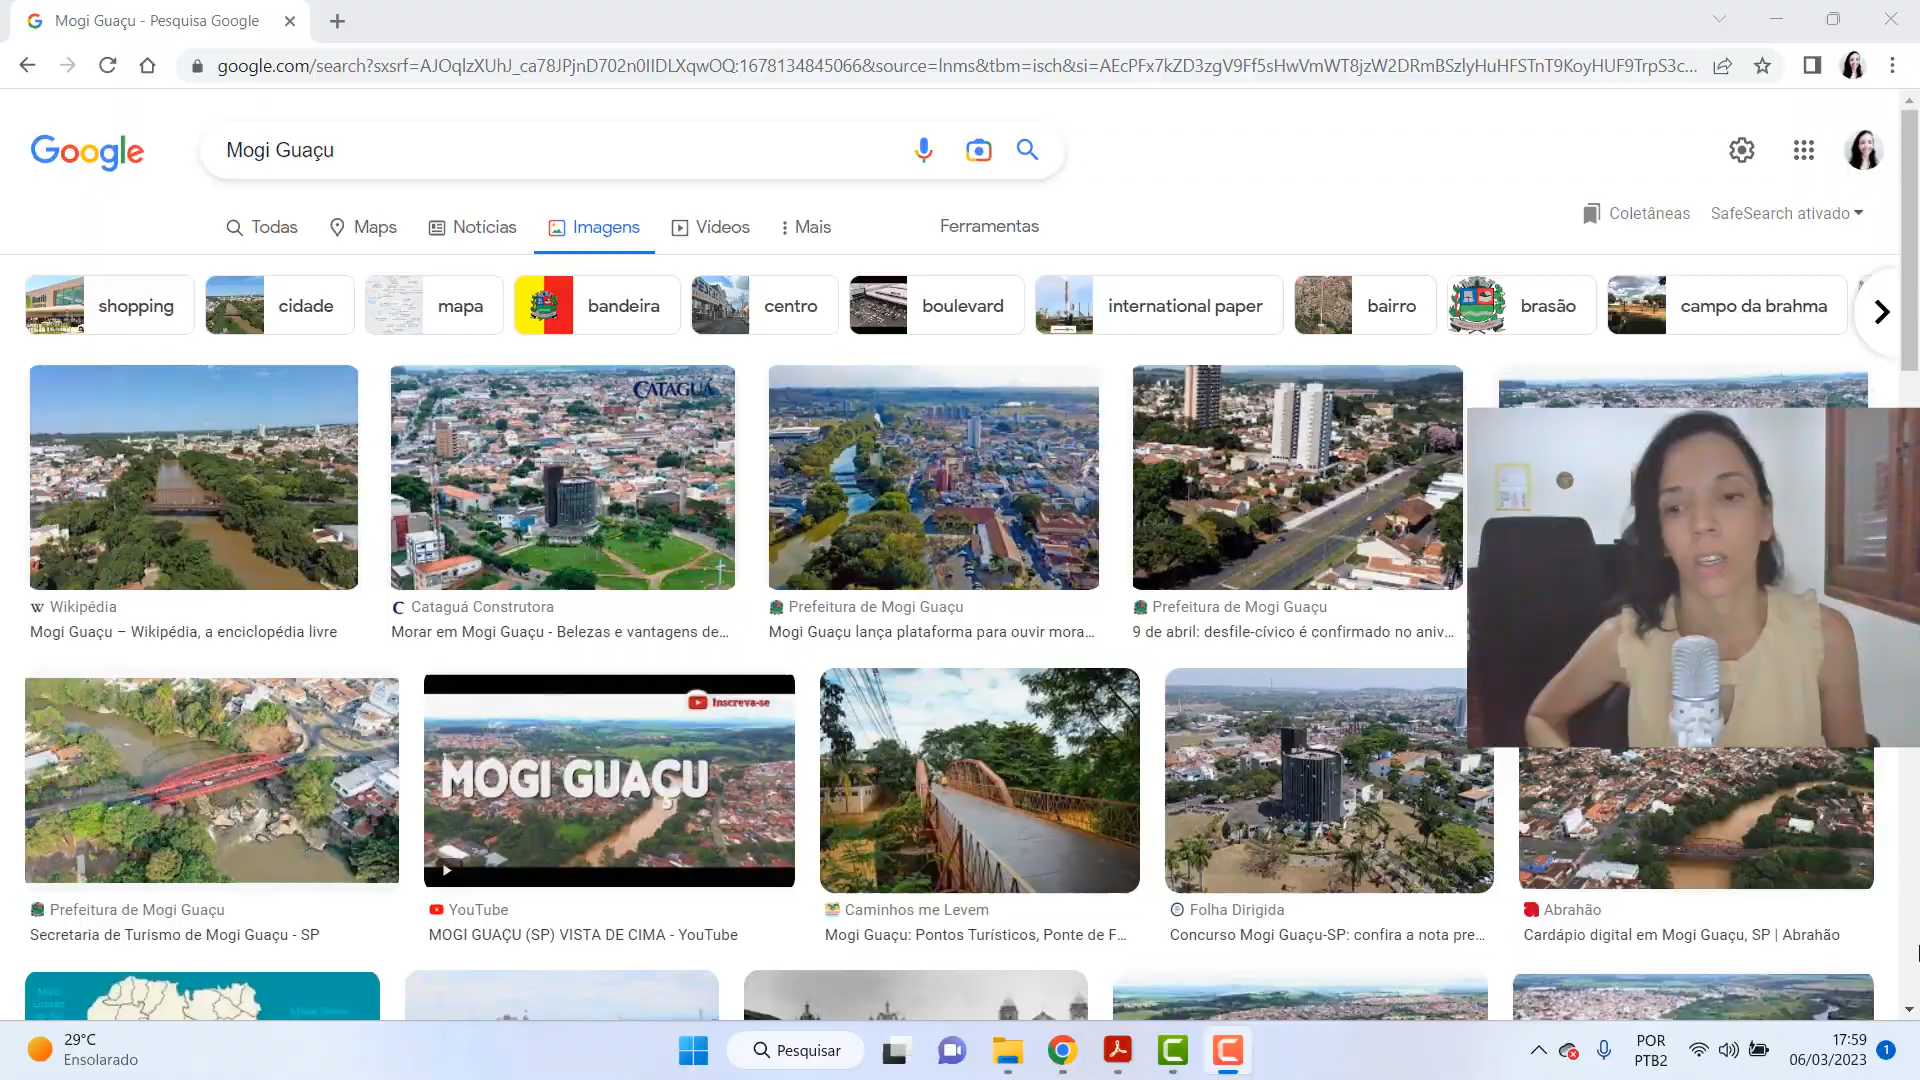 Mogi Guaçu - Pesquisa Google
google.com/search?sxsrf=AJOqlzXUhJ_ca78JPjnD702n0IIDLXqwOQ:1678134845066&source=lnms&tbm=isch&si=AEcPFx7kZD3zgV9Ff5sHwVmWT8jzW2DRmBSzlyHuHFSTnT9KoyHUF9TrpS3c...
Google
Mogi Guaçu
Todas
Maps
Notícias
Imagens
Vídeos
Mais
Ferramentas
Coletâneas
SafeSearch ativado
shopping
cidade
mapa
bandeira
centro
boulevard
international paper
bairro
brasão
campo da brahma
CATAGUÁ
Wikipédia
Mogi Guaçu – Wikipédia, a enciclopédia livre
Cataguá Construtora
Morar em Mogi Guaçu - Belezas e vantagens de...
Prefeitura de Mogi Guaçu
Mogi Guaçu lança plataforma para ouvir mora...
Prefeitura de Mogi Guaçu
9 de abril: desfile-cívico é confirmado no aniv...
Inscreva-se
MOGI GUAÇU
Prefeitura de Mogi Guaçu
Secretaria de Turismo de Mogi Guaçu - SP
YouTube
MOGI GUAÇU (SP) VISTA DE CIMA - YouTube
Caminhos me Levem
Mogi Guaçu: Pontos Turísticos, Ponte de F...
Folha Dirigida
Concurso Mogi Guaçu-SP: confira a nota pre...
Abrahão
Cardápio digital em Mogi Guaçu, SP | Abrahão
29°C
Ensolarado
Pesquisar
POR
PTB2
17:59
06/03/2023
1